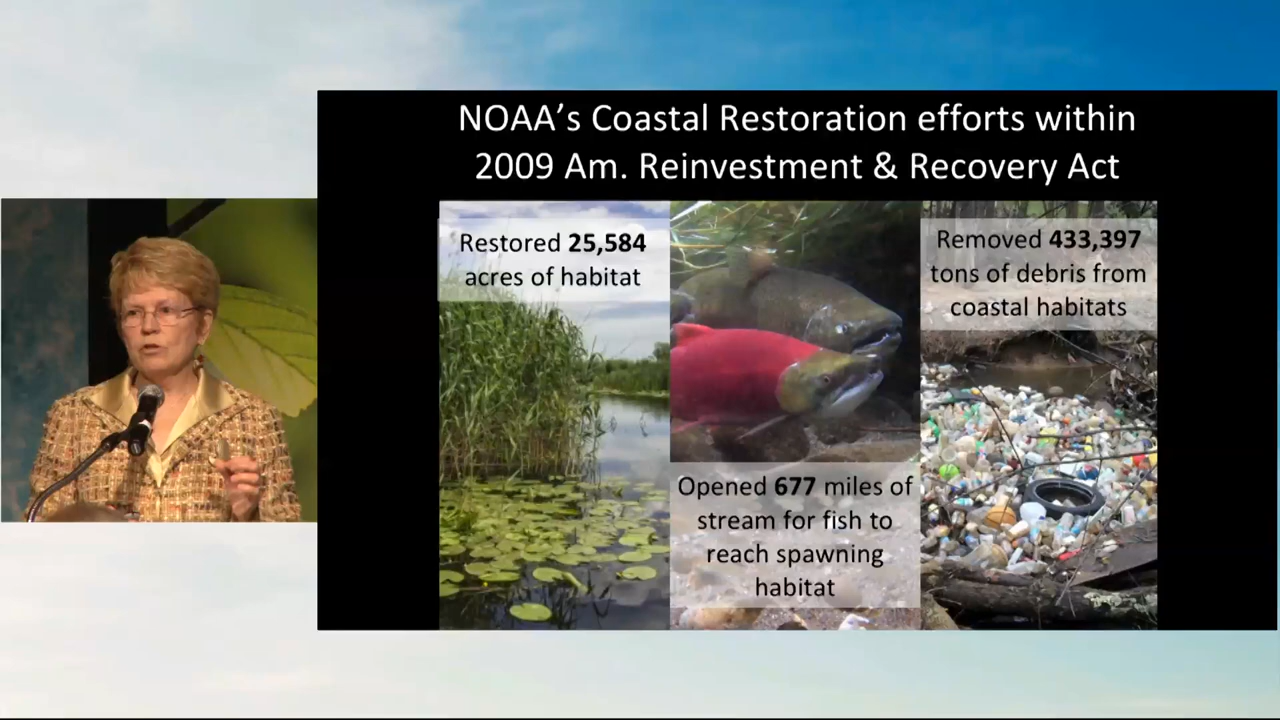 NOAA’s Coastal Restoration efforts within
2009 Am. Reinvestment & Recovery Act
Restored 25,584
acres of habitat
Opened 677 miles of
stream for fish to
reach spawning
habitat
Removed 433,397
tons of debris from
coastal habitats